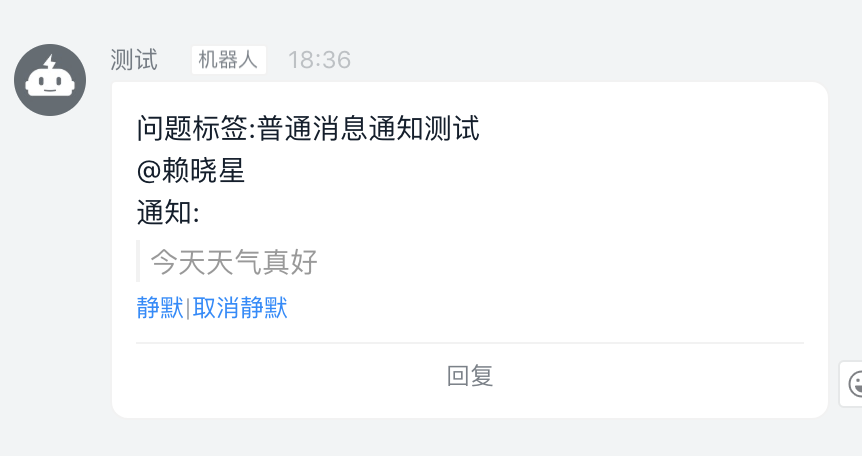 测试 机器人 18:36
问题标签:普通消息通知测试
@赖晓星
通知:
今天天气真好
静默|取消静默
回复